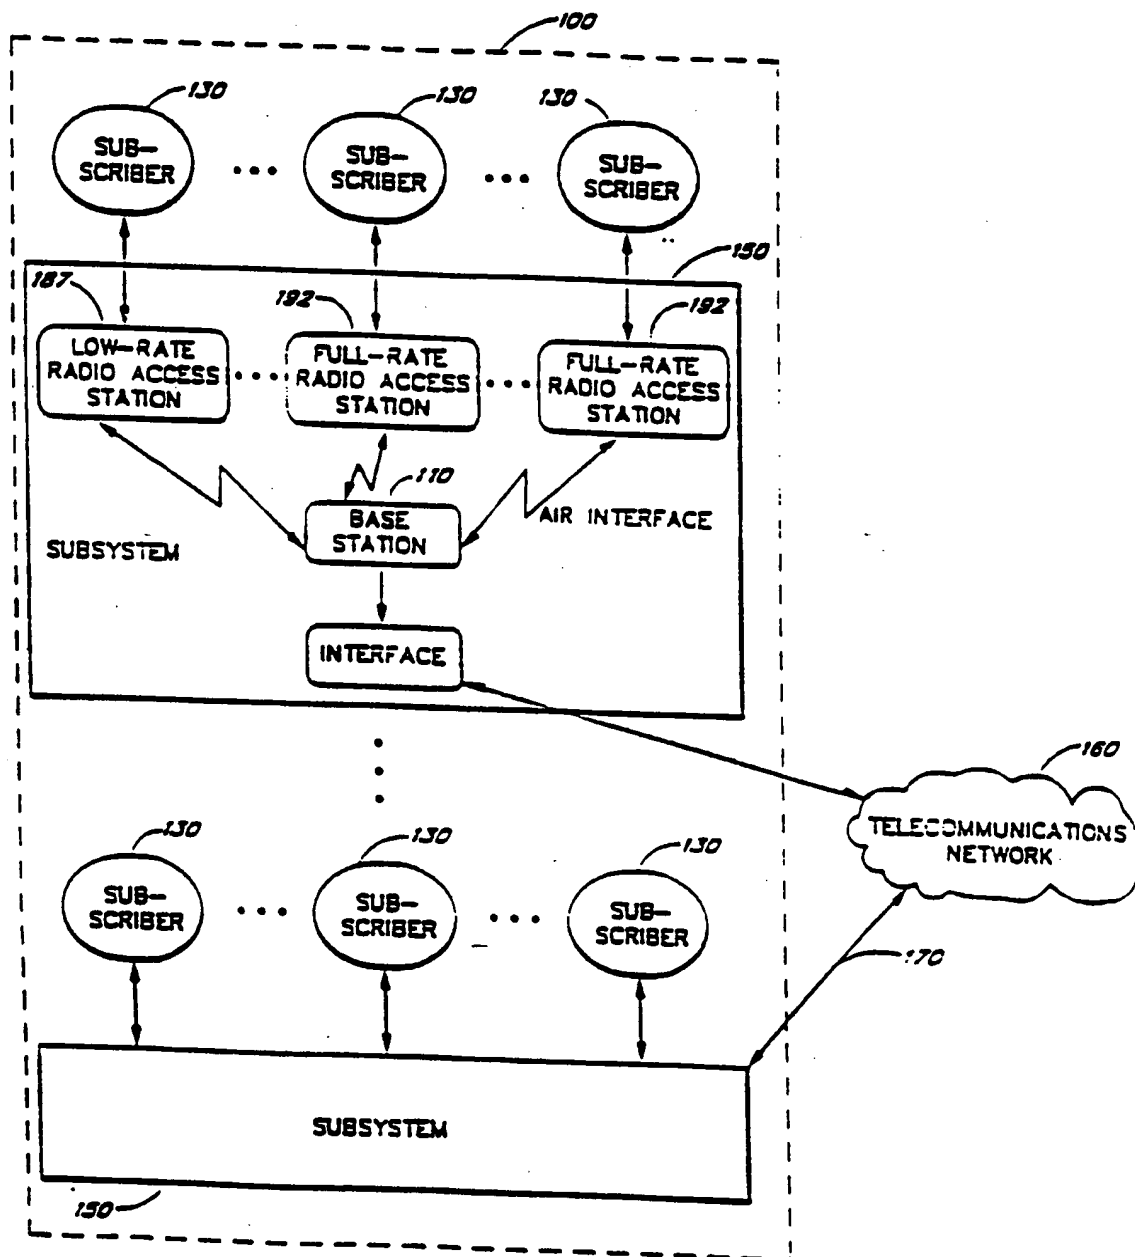 100
130
130
130
SUB-
SCRIBER
SUB-
SCRIBER
SUB-
SCRIBER
150
187
192
192
LOW-RATE
RADIO ACCESS
STATION
FULL-RATE
RADIO ACCESS
STATION
FULL-RATE
RADIO ACCESS
STATION
110
BASE
STATION
AIR INTERFACE
SUBSYSTEM
INTERFACE
160
TELECOMMUNICATIONS
NETWORK
130
130
130
SUB-
SCRIBER
SUB-
SCRIBER
SUB-
SCRIBER
170
SUBSYSTEM
150